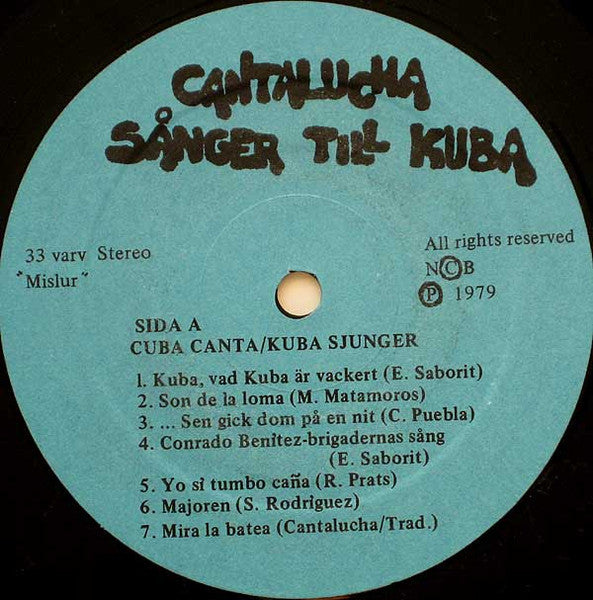 CANTALUCHA
SÅNGER TILL KUBA
33 varv Stereo
"Mislur"
All rights reserved
NCB
Ⓟ 1979
SIDA A
CUBA CANTA/KUBA SJUNGER
1. Kuba, vad Kuba är vackert (E. Saborit)
2. Son de la loma (M. Matamoros)
3. ... Sen gick dom på en nit (C. Puebla)
4. Conrado Benitez-brigadernas sång
(E. Saborit)
5. Yo si tumbo caña (R. Prats)
6. Majoren (S. Rodriguez)
7. Mira la batea (Cantalucha/Trad.)